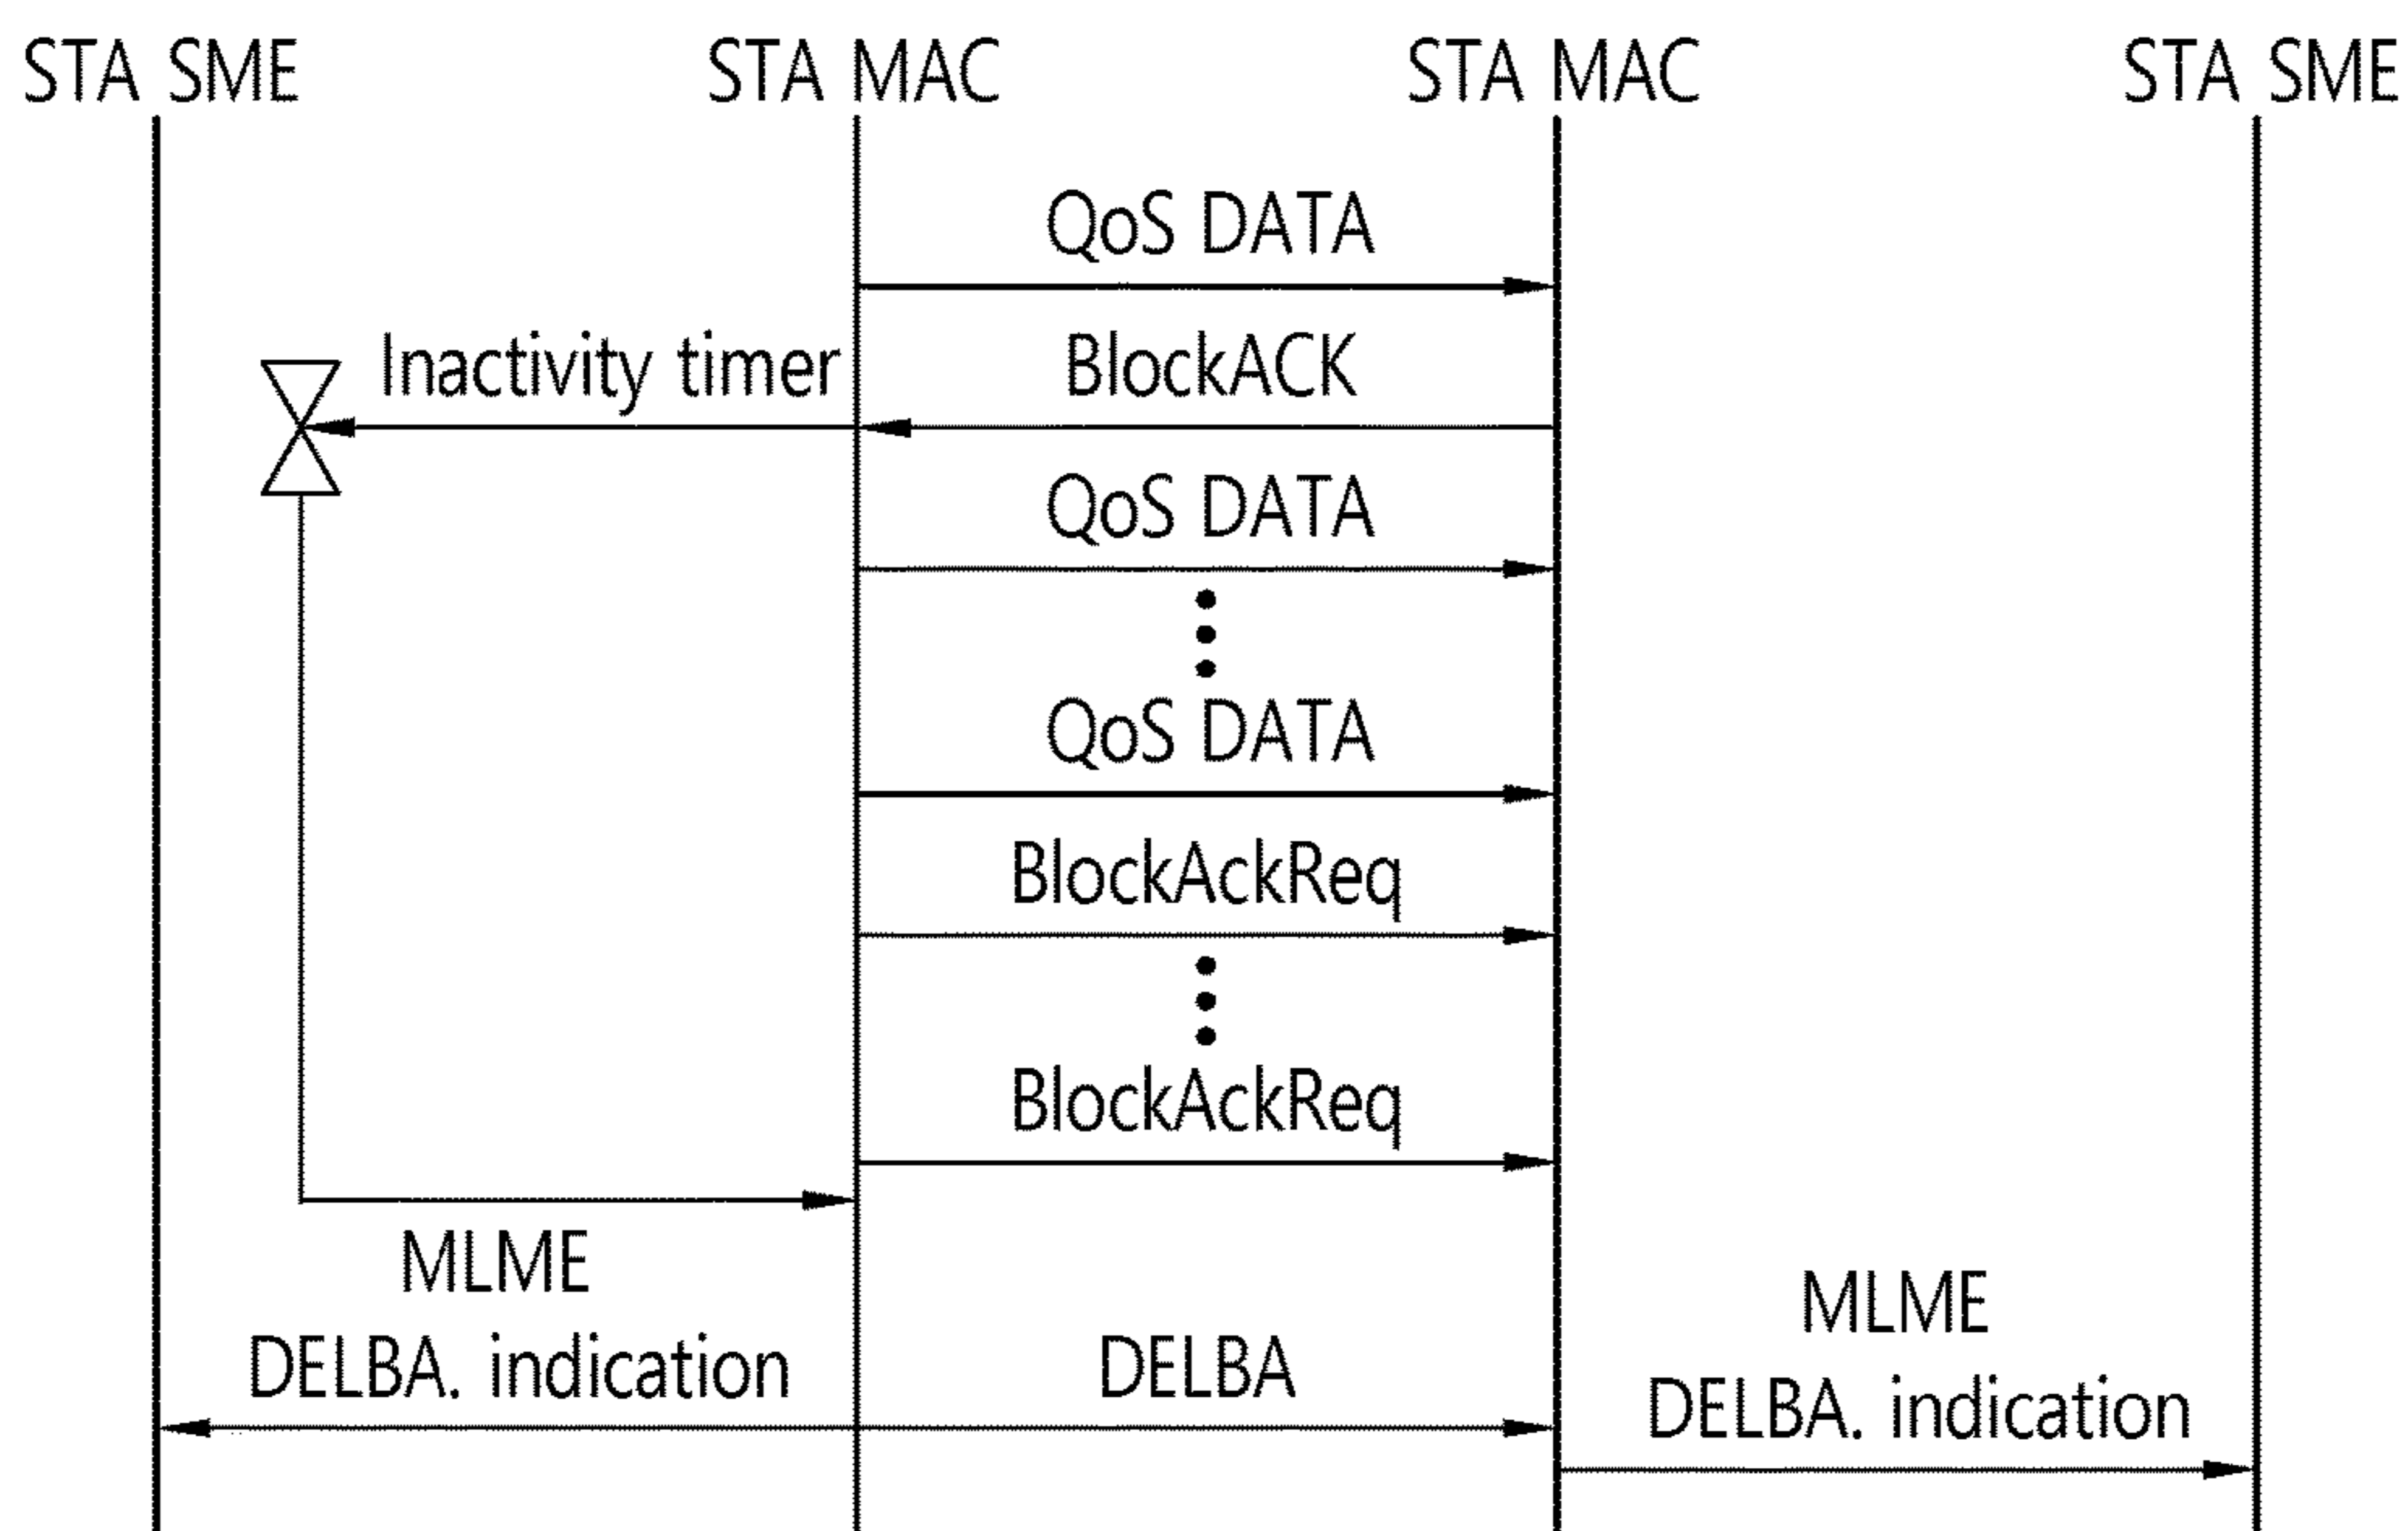 STA SME
STA MAC
STA MAC
STA SME
QoS DATA
Inactivity timer
BlockACK
QoS DATA
QoS DATA
BlockAckReq
BlockAckReq
MLME
DELBA. indication
DELBA
MLME
DELBA. indication